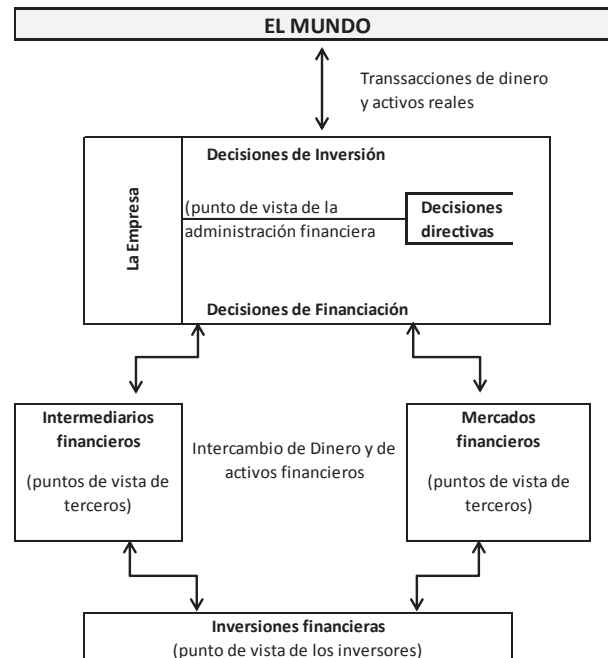 EL MUNDO
Transsacciones de dinero
y activos reales
La Empresa
Decisiones de Inversión
(punto de vista de la
administración financiera
Decisiones
directivas
Decisiones de Financiación
Intermediarios
financieros
(puntos de vista de
terceros)
Intercambio de Dinero y de
activos financieros
Mercados
financieros
(puntos de vista de
terceros)
Inversiones financieras
(punto de vista de los inversores)